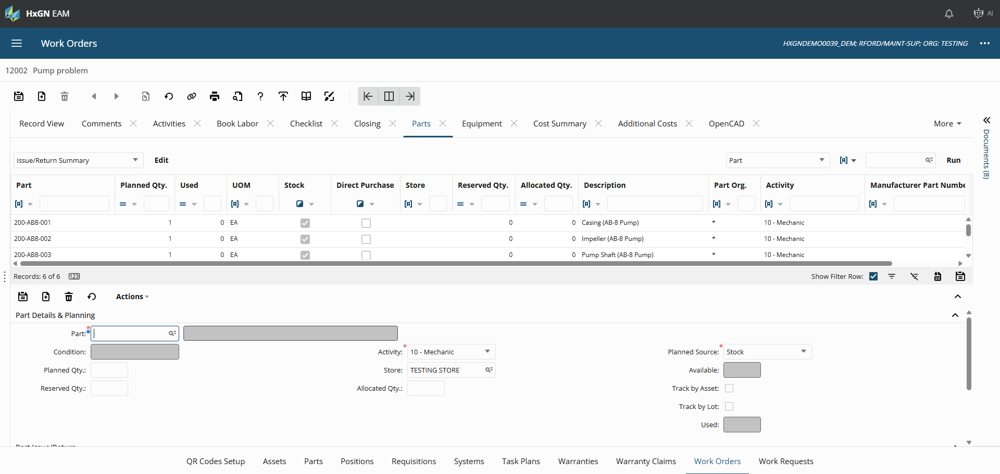 HxGN EAM
AI
Work Orders
HXGNDEMO0039_DEM; RFORD/MAINT-SUP; ORG: TESTING
12002 Pump problem
Record View Comments Activities Book Labor Checklist Closing Parts Equipment Cost Summary Additional Costs OpenCAD More
Documents (8)
Issue/Return Summary Edit Part Run
Part Planned Qty. Used UOM Stock Direct Purchase Store Reserved Qty. Allocated Qty. Description Part Org. Activity Manufacturer Part Numbe
200-AB8-001 1 0 EA 0 0 Casing (AB-8 Pump) * 10 - Mechanic
200-AB8-002 1 0 EA 0 0 Impeller (AB-8 Pump) * 10 - Mechanic
200-AB8-003 1 0 EA 0 0 Pump Shaft (AB-8 Pump) * 10 - Mechanic
Records: 6 of 6 123 Show Filter Row:
Actions
Part Details & Planning
Part:*
Condition: Activity:* 10 - Mechanic Planned Source:* Stock
Planned Qty.: Store: TESTING STORE Available:
Reserved Qty.: Allocated Qty.: Track by Asset:
Track by Lot:
Used:
Part Issue/Return
QR Codes Setup Assets Parts Positions Requisitions Systems Task Plans Warranties Warranty Claims Work Orders Work Requests